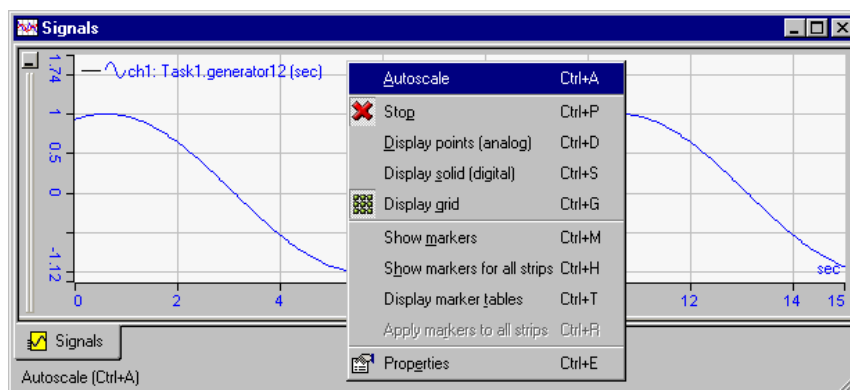 Signals
ch1: Task1.generator12 (sec)
1.74
1
0.5
0
-1.12
Autoscale Ctrl+A
Stop Ctrl+P
Display points (analog) Ctrl+D
Display solid (digital) Ctrl+S
Display grid Ctrl+G
Show markers Ctrl+M
Show markers for all strips Ctrl+H
Display marker tables Ctrl+T
Apply markers to all strips Ctrl+R
Properties Ctrl+E
sec
0 2 4 12 14 15
Signals
Autoscale (Ctrl+A)